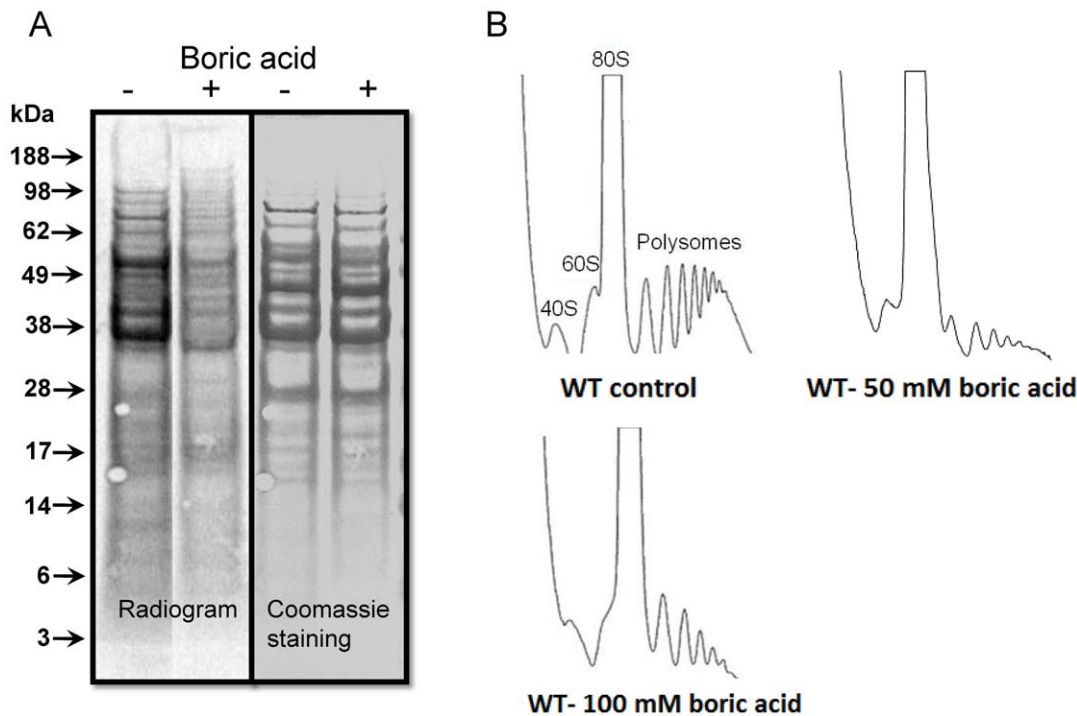 A
Boric acid
- + - +
kDa
188
98
62
49
38
28
17
14
6
3
Radiogram
Coomassie
staining
B
80S
60S
40S
Polysomes
WT control
WT- 50 mM boric acid
WT- 100 mM boric acid